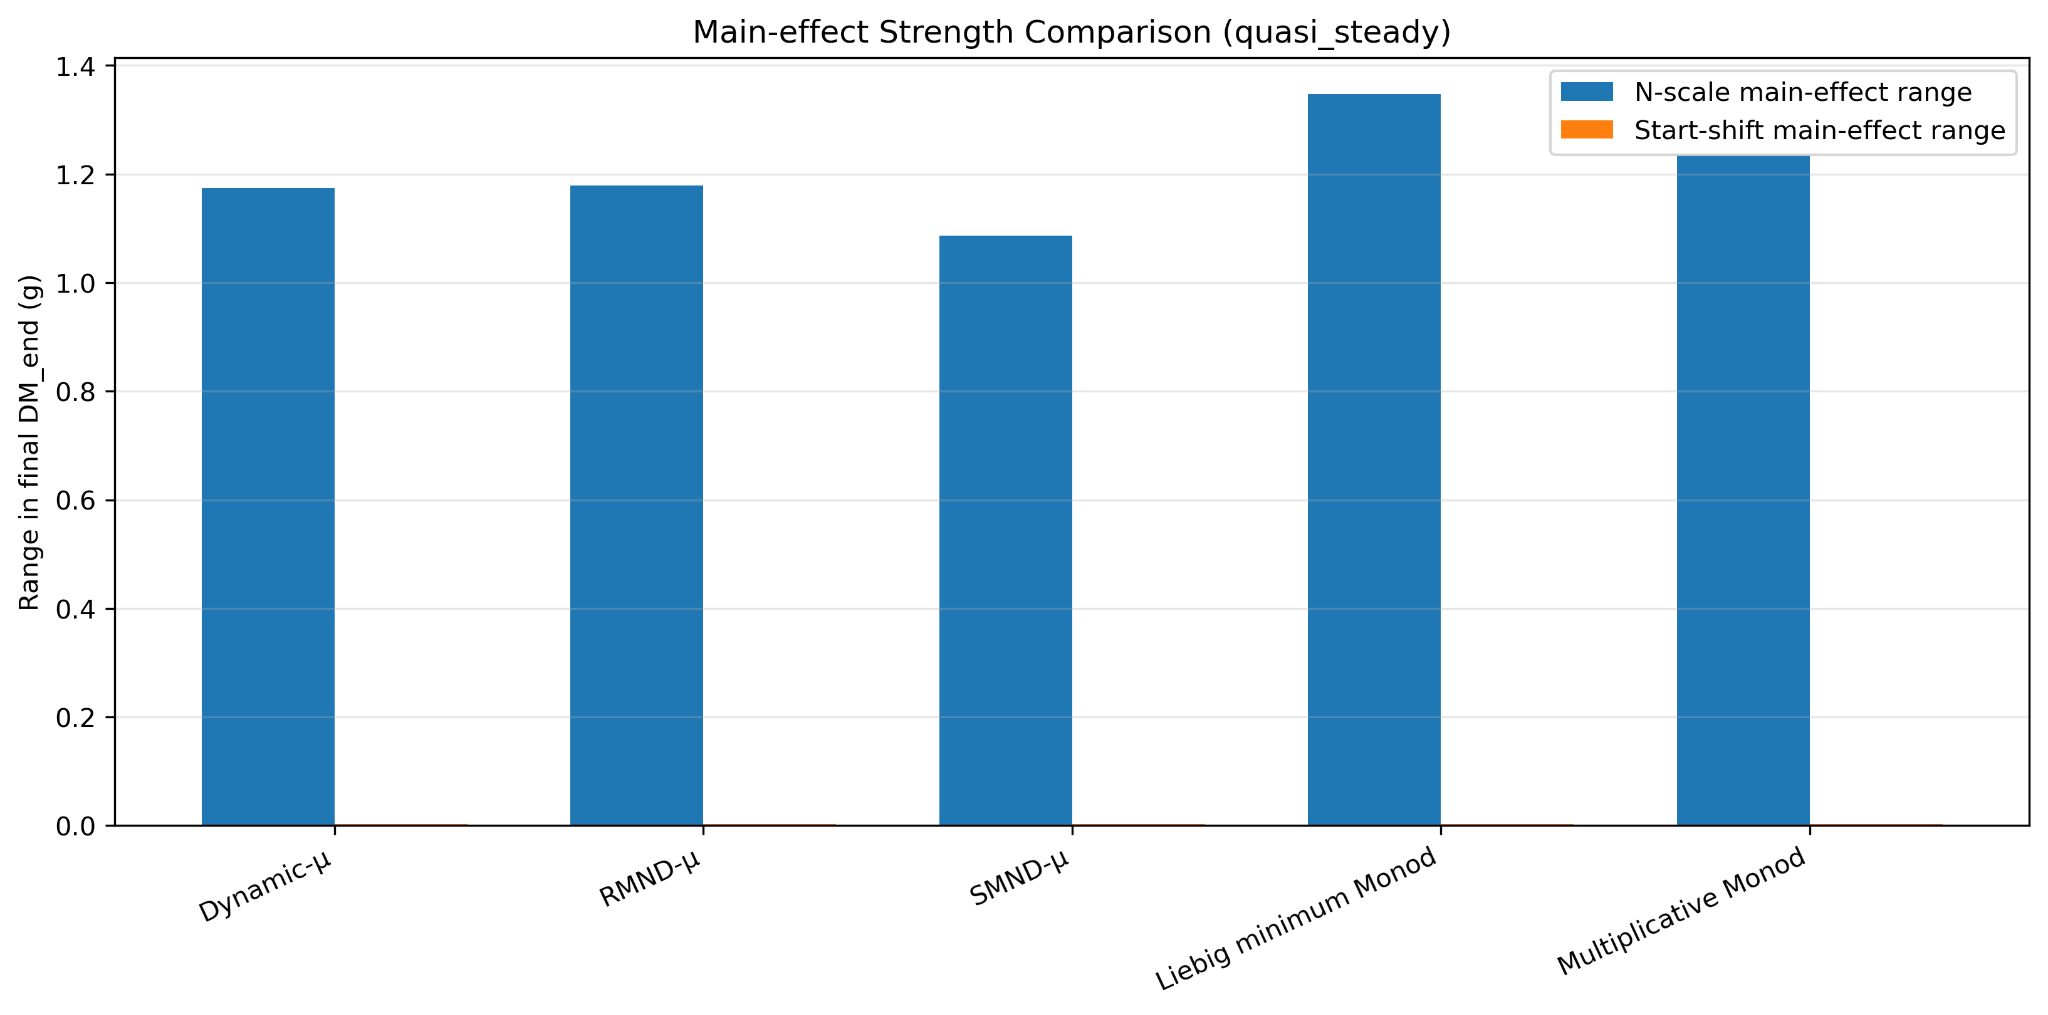 Main-effect Strength Comparison (quasi_steady)
N-scale main-effect range
Start-shift main-effect range
Range in final DM_end (g)
1.4
1.2
1.0
0.8
0.6
0.4
0.2
0.0
Dynamic-μ
RMND-μ
SMND-μ
Liebig minimum Monod
Multiplicative Monod